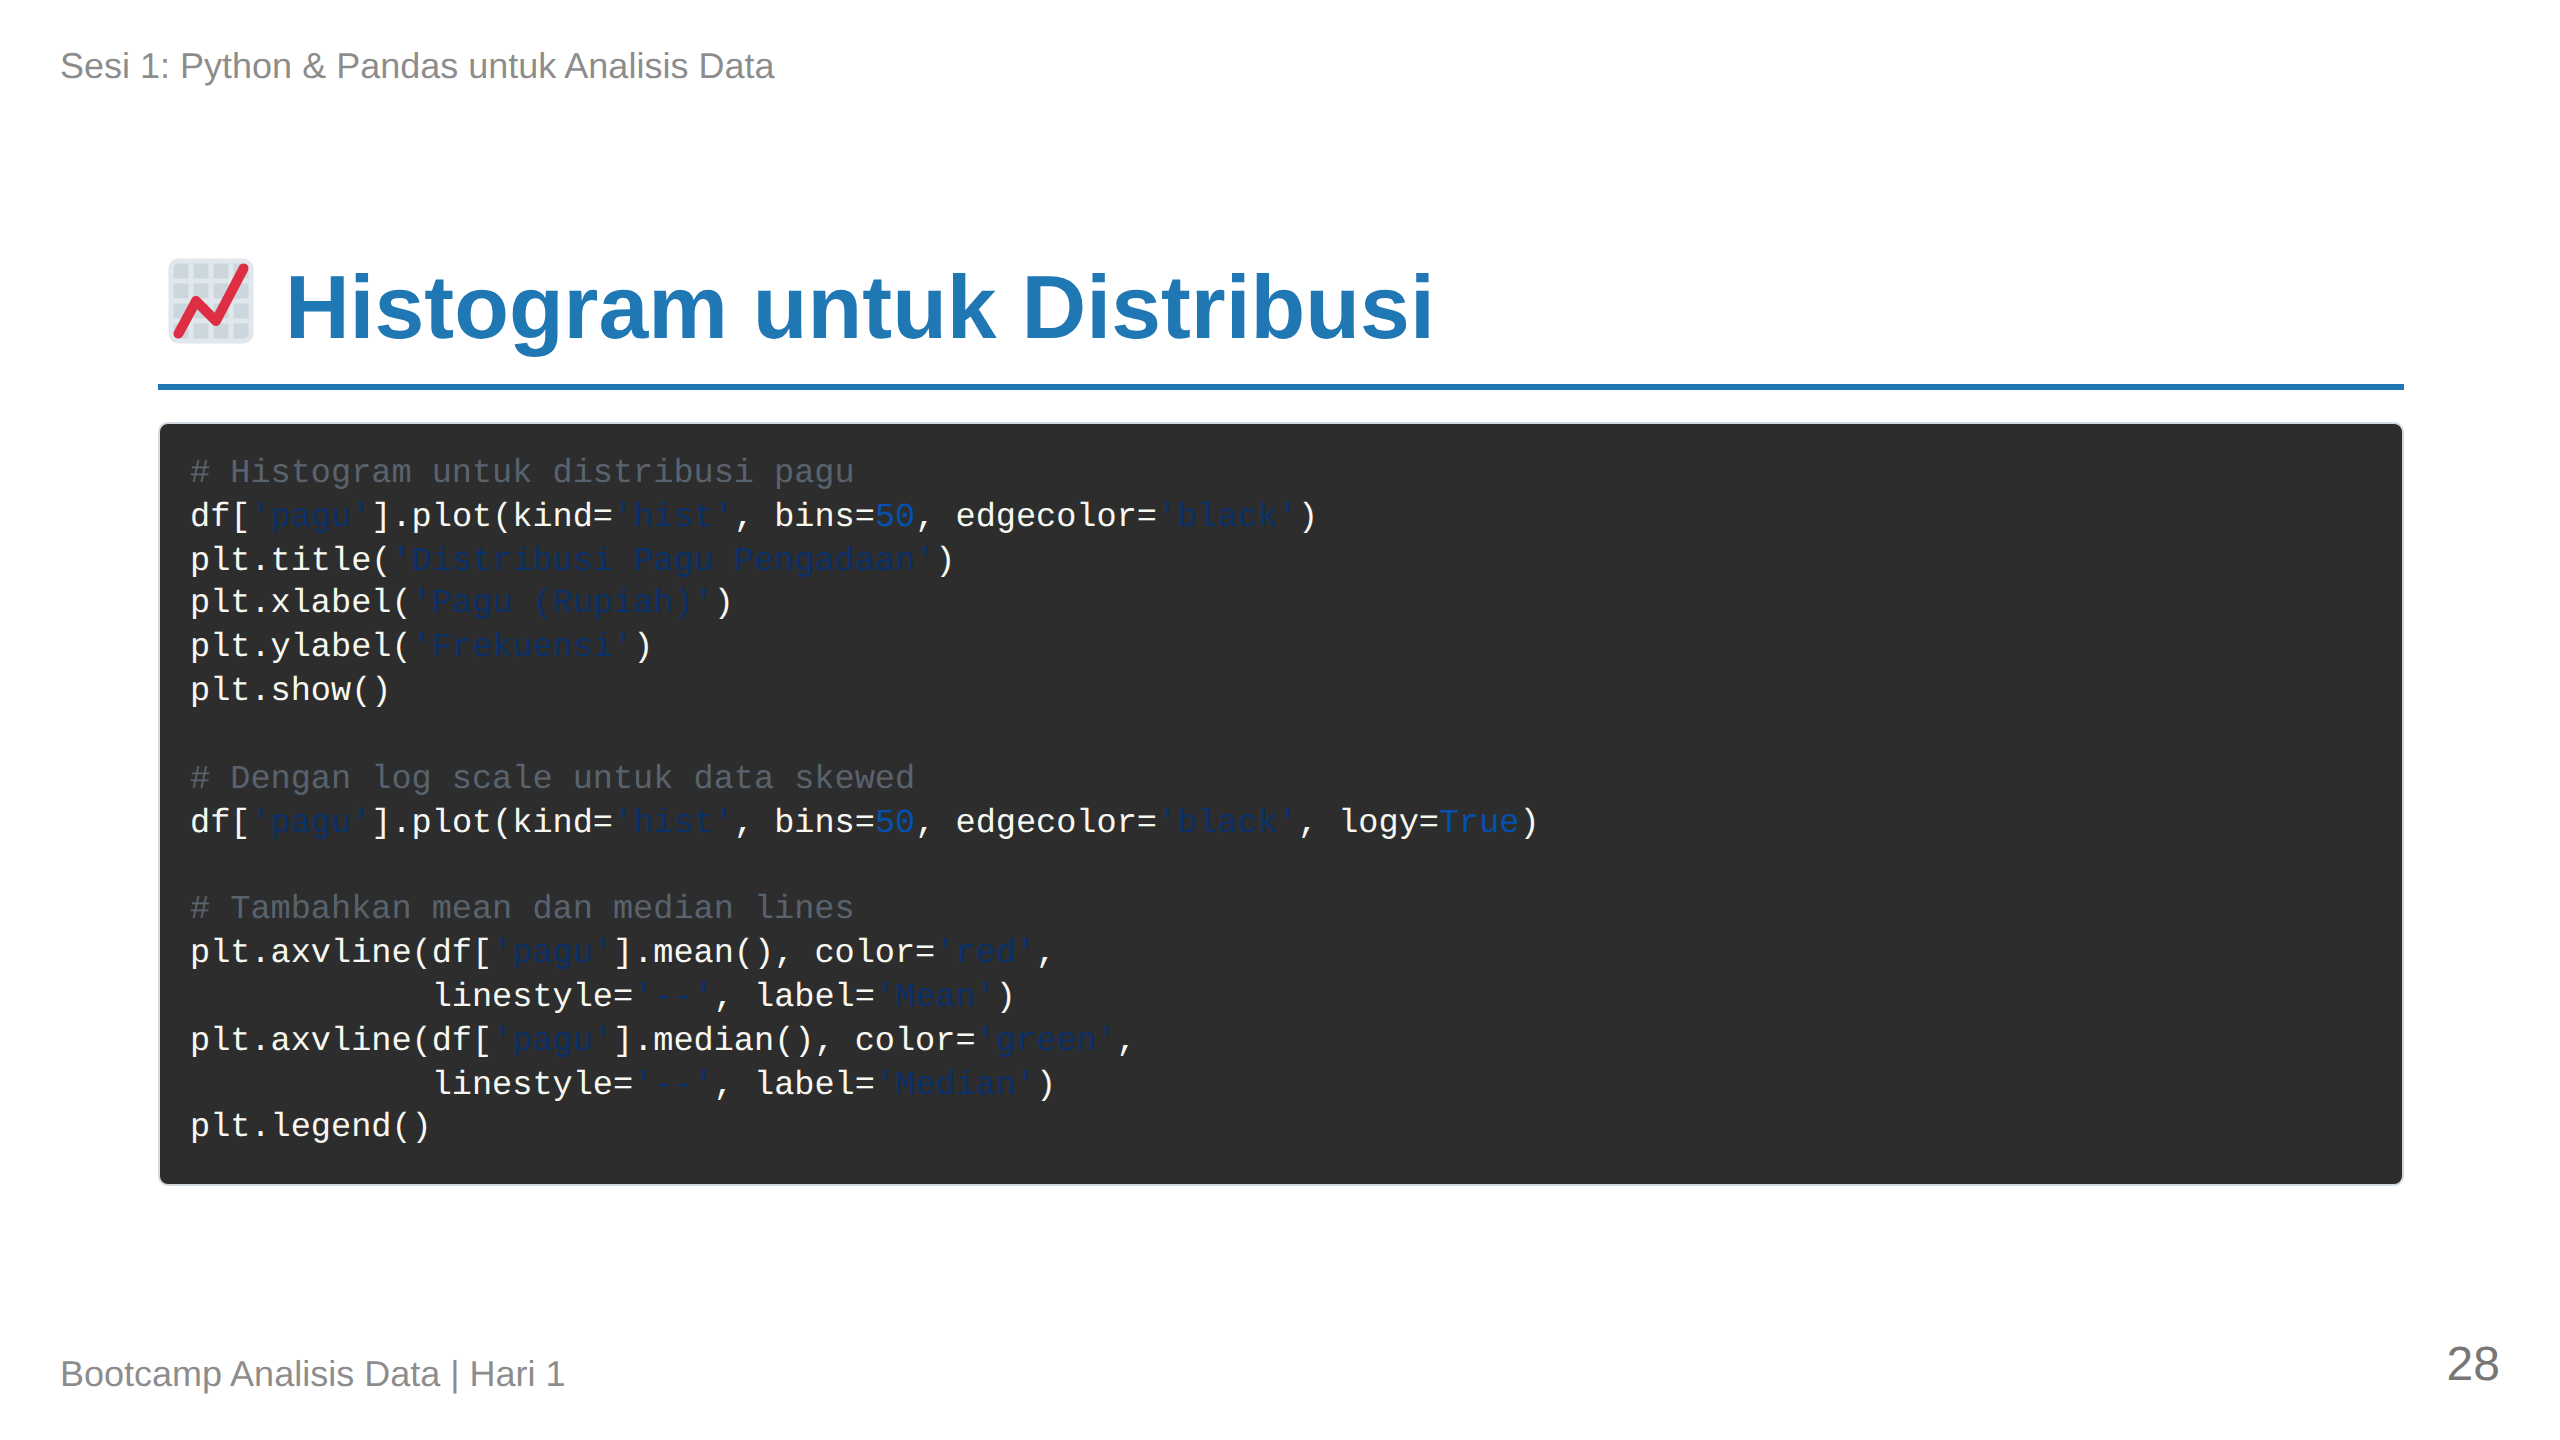 Sesi 1: Python & Pandas untuk Analisis Data
Histogram untuk Distribusi
# Histogram untuk distribusi pagu
df['pagu'].plot(kind='hist', bins=50, edgecolor='black')
plt.title('Distribusi Pagu Pengadaan')
plt.xlabel('Pagu (Rupiah)')
plt.ylabel('Frekuensi')
plt.show()
# Dengan log scale untuk data skewed
df['pagu'].plot(kind='hist', bins=50, edgecolor='black', logy=True)
# Tambahkan mean dan median lines
plt.axvline(df['pagu'].mean(), color='red',
            linestyle='--', label='Mean')
plt.axvline(df['pagu'].median(), color='green',
            linestyle='--', label='Median')
plt.legend()
Bootcamp Analisis Data | Hari 1
28